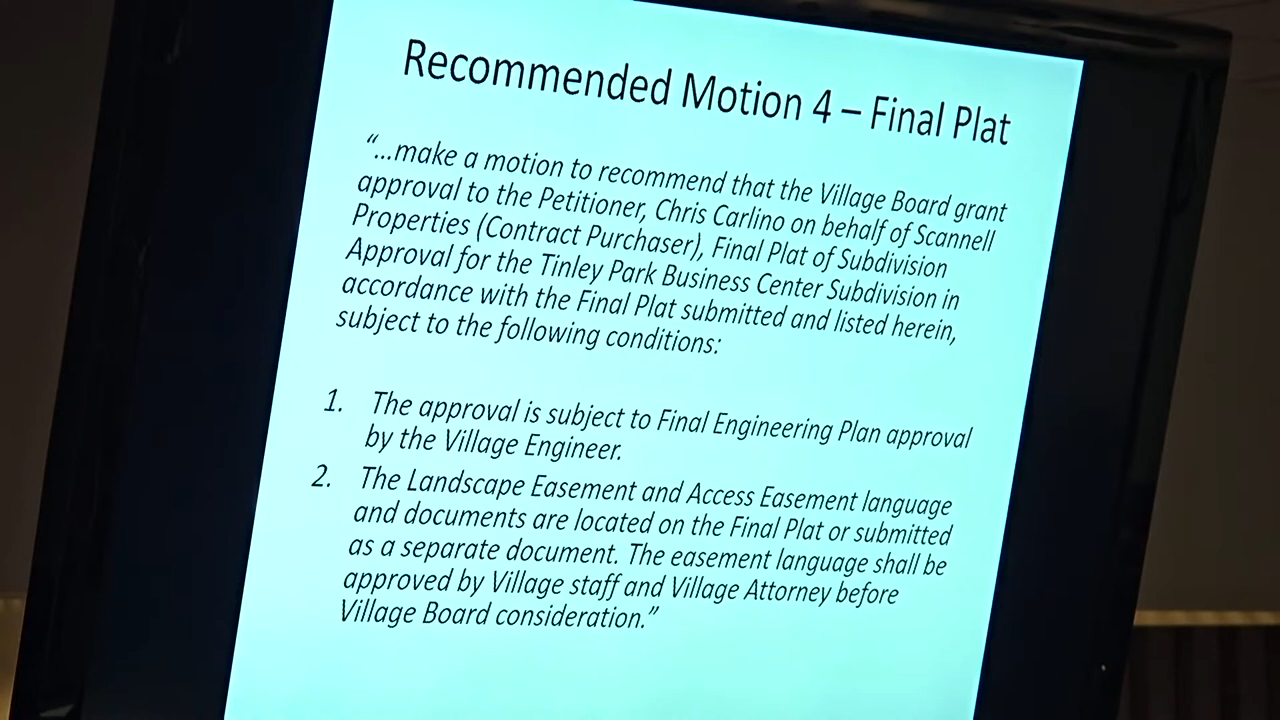 Recommended Motion 4 – Final Plat
“...make a motion to recommend that the Village Board grant
approval to the Petitioner, Chris Carlino on behalf of Scannell
Properties (Contract Purchaser), Final Plat of Subdivision
Approval for the Tinley Park Business Center Subdivision in
accordance with the Final Plat submitted and listed herein,
subject to the following conditions:
1. The approval is subject to Final Engineering Plan approval
by the Village Engineer.
2. The Landscape Easement and Access Easement language
and documents are located on the Final Plat or submitted
as a separate document. The easement language shall be
approved by Village staff and Village Attorney before
Village Board consideration.”